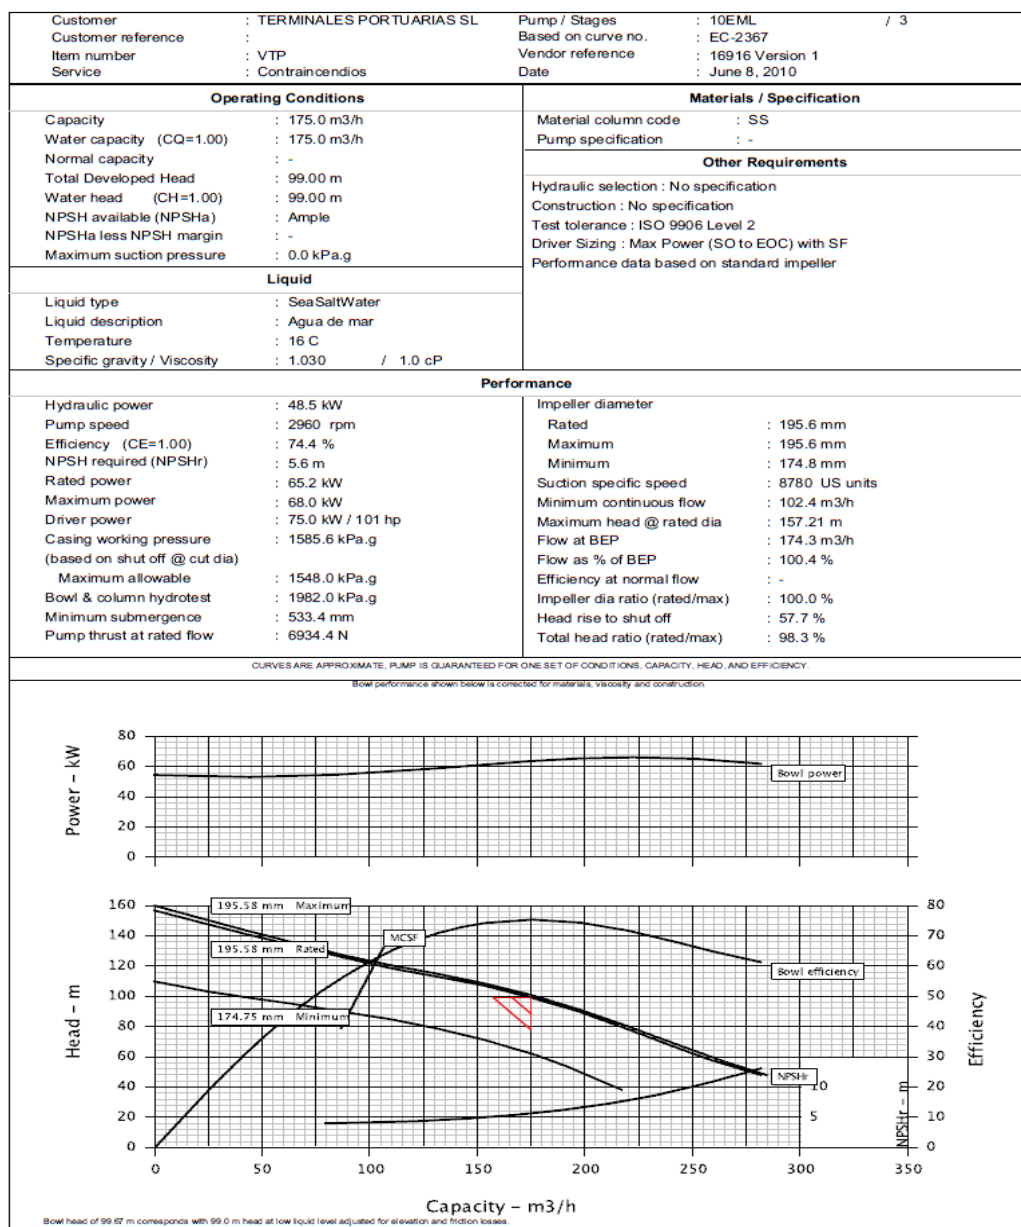 Customer : TERMINALES PORTUARIAS SL Pump / Stages : 10EML / 3
Customer reference : Based on curve no. : EC-2367
Item number : VTP Vendor reference : 16916 Version 1
Service : Contraincendios Date : June 8, 2010
Operating Conditions
Capacity : 175.0 m3/h
Water capacity (CQ=1.00) : 175.0 m3/h
Normal capacity : -
Total Developed Head : 99.00 m
Water head (CH=1.00) : 99.00 m
NPSH available (NPSHa) : Ample
NPSHa less NPSH margin : -
Maximum suction pressure : 0.0 kPa.g
Liquid
Liquid type : SeaSaltWater
Liquid description : Agua de mar
Temperature : 16 C
Specific gravity / Viscosity : 1.030 / 1.0 cP
Materials / Specification
Material column code : SS
Pump specification : -
Other Requirements
Hydraulic selection : No specification
Construction : No specification
Test tolerance : ISO 9906 Level 2
Driver Sizing : Max Power (SO to EOC) with SF
Performance data based on standard impeller
Performance
Hydraulic power : 48.5 kW
Pump speed : 2960 rpm
Efficiency (CE=1.00) : 74.4 %
NPSH required (NPSHr) : 5.6 m
Rated power : 65.2 kW
Maximum power : 68.0 kW
Driver power : 75.0 kW / 101 hp
Casing working pressure : 1585.6 kPa.g
(based on shut off @ cut dia)
Maximum allowable : 1548.0 kPa.g
Bowl & column hydrotest : 1982.0 kPa.g
Minimum submergence : 533.4 mm
Pump thrust at rated flow : 6934.4 N
Impeller diameter
Rated : 195.6 mm
Maximum : 195.6 mm
Minimum : 174.8 mm
Suction specific speed : 8780 US units
Minimum continuous flow : 102.4 m3/h
Maximum head @ rated dia : 157.21 m
Flow at BEP : 174.3 m3/h
Flow as % of BEP : 100.4 %
Efficiency at normal flow : -
Impeller dia ratio (rated/max) : 100.0 %
Head rise to shut off : 57.7 %
Total head ratio (rated/max) : 98.3 %
CURVES ARE APPROXIMATE, PUMP IS GUARANTEED FOR ONE SET OF CONDITIONS, CAPACITY, HEAD, AND EFFICIENCY.
Bowl performance shown below is corrected for materials, viscosity and construction.
Power - kW
80
60
40
20
0
Bowl power
Head - m
160
140
120
100
80
60
40
20
0
195.58 mm Maximum
195.58 mm Rated
174.75 mm Minimum
MCSF
Bowl efficiency
NPSHr
10
5
NPSHr - m
80
70
60
50
40
30
20
10
0
Efficiency
0 50 100 150 200 250 300 350
Capacity - m3/h
Bowl head of 99.67 m corresponds with 99.0 m head at low liquid level adjusted for elevation and friction losses.